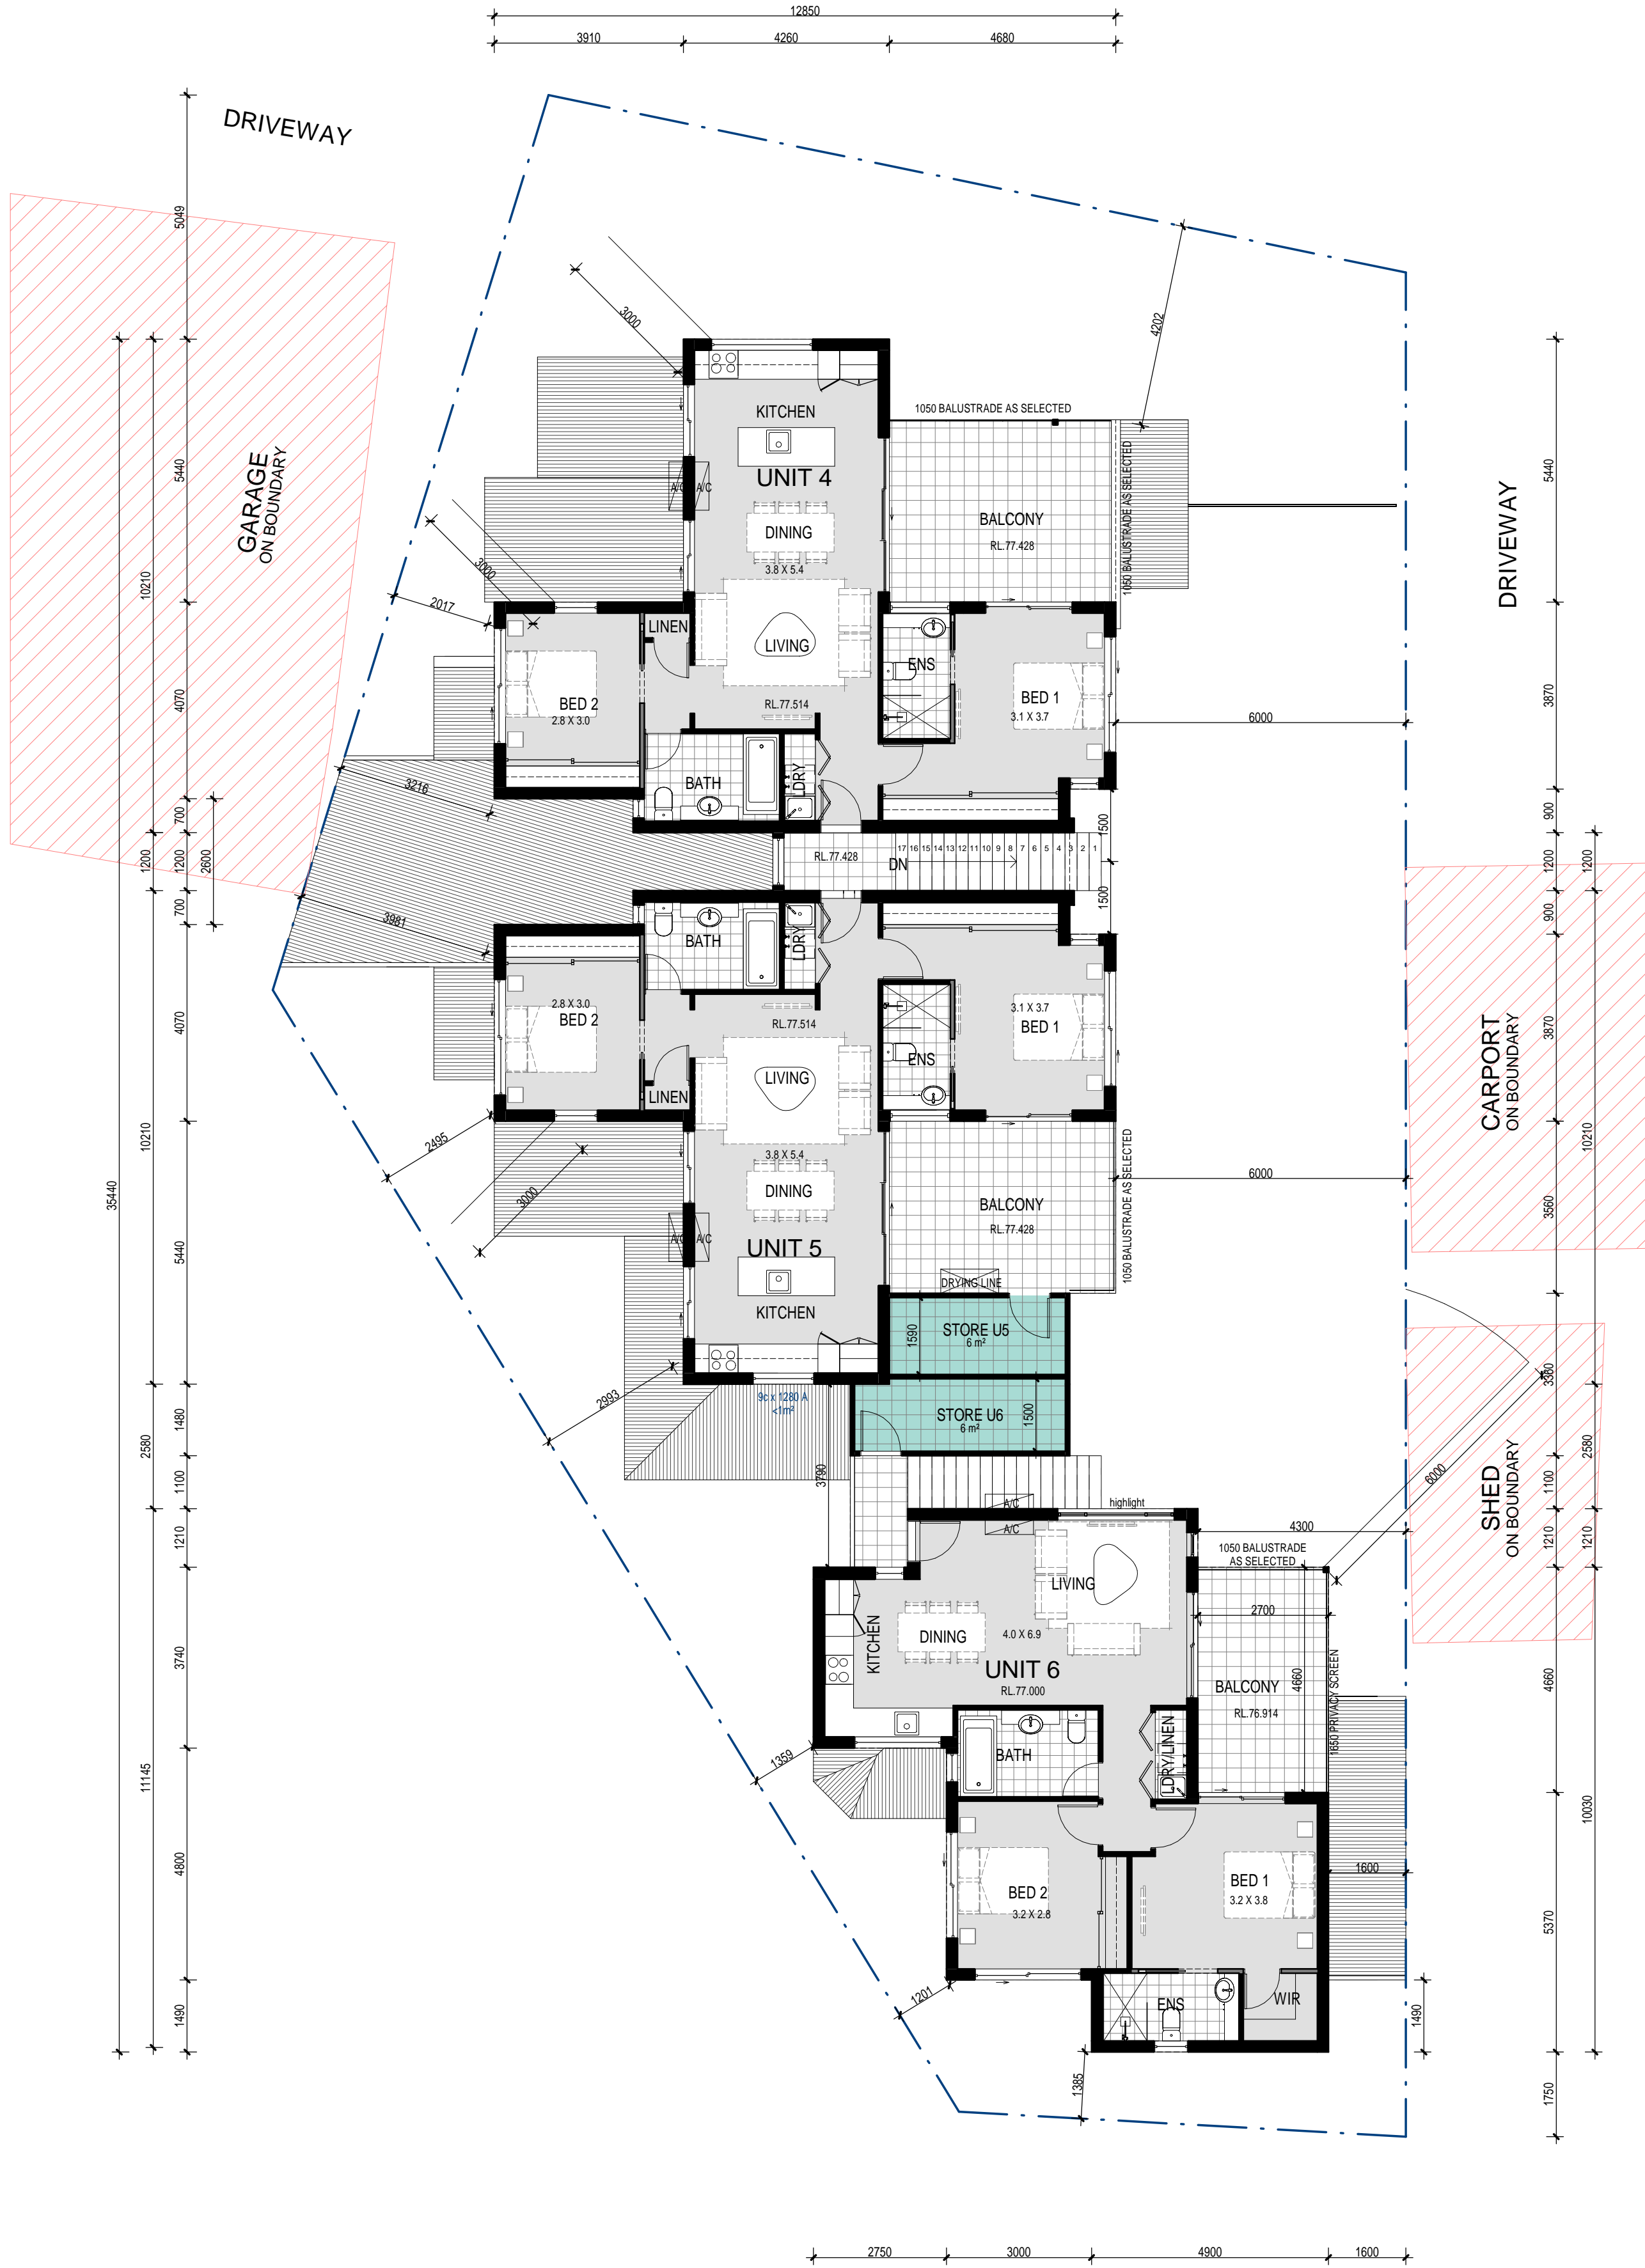 12850
3910
4260
4680
DRIVEWAY
5049
4202
3000
1050 BALUSTRADE AS SELECTED
KITCHEN
UNIT 4
A/C
A/C
DINING
3.8 X 5.4
BALCONY
RL.77.428
1050 BALUSTRADE AS SELECTED
GARAGE
ON BOUNDARY
DRIVEWAY
5440
5440
10210
3000
2017
LINEN
LIVING
RL.77.514
BED 2
2.8 X 3.0
ENS
BED 1
3.1 X 3.7
6000
4070
3870
3216
BATH
LDRY
700
900
1500
1200
1200
2600
RL.77.428
17 16 15 14 13 12 11 10 9 8 7 6 5 4 3 2 1
DN
1200
1200
3981
700
1500
900
BATH
LDRY
2.8 X 3.0
BED 2
RL.77.514
LIVING
LINEN
ENS
3.1 X 3.7
BED 1
4070
3870
CARPORT
ON BOUNDARY
10210
10210
35440
2495
3000
3.8 X 5.4
DINING
A/C
A/C
UNIT 5
KITCHEN
BALCONY
RL.77.428
1050 BALUSTRADE AS SELECTED
6000
3560
5440
DRYING LINE
STORE U5
6 m²
1590
STORE U6
6 m²
1500
2993
9c x 1280 A
<1m²
3360
1480
2580
1100
2580
1100
3790
A/C
A/C
highlight
SHED
ON BOUNDARY
6000
4300
1210
1210
1210
1050 BALUSTRADE
AS SELECTED
LIVING
2700
KITCHEN
DINING
4.0 X 6.9
UNIT 6
RL.77.000
BALCONY
RL.76.914
4660
1650 PRIVACY SCREEN
3740
4660
1359
BATH
LDRY/LINEN
11145
10030
4800
BED 2
3.2 X 2.8
BED 1
3.2 X 3.8
1600
5370
1201
ENS
WIR
1490
1490
1385
1750
2750
3000
4900
1600